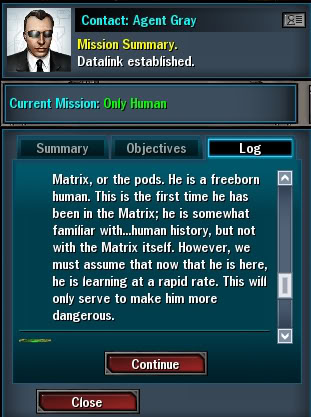 Contact: Agent Gray
Mission Summary.
Datalink established.
Current Mission: Only Human
Summary
Objectives
Log
Matrix, or the pods. He is a freeborn
human. This is the first time he has
been in the Matrix; he is somewhat
familiar with...human history, but not
with the Matrix itself. However, we
must assume that now that he is here,
he is learning at a rapid rate. This will
only serve to make him more
dangerous.
Continue
Close